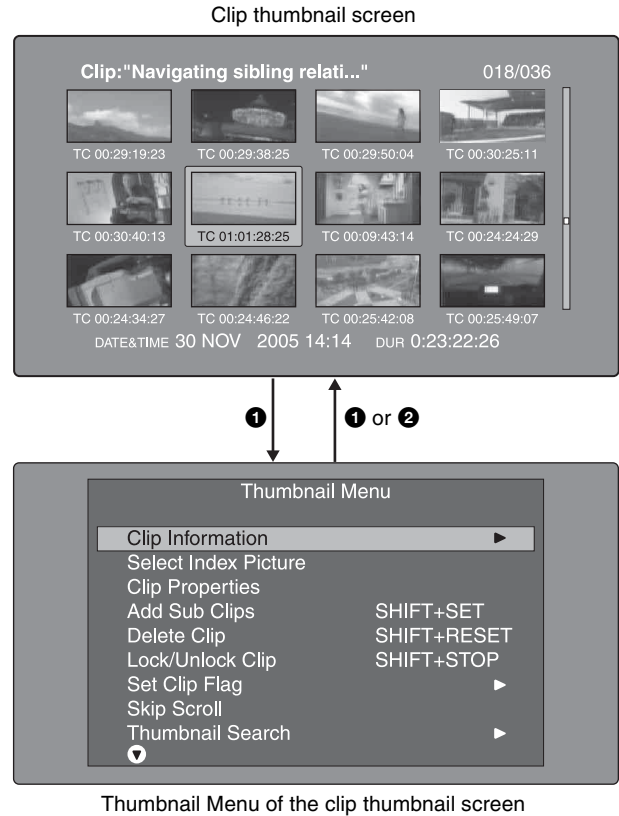 Clip thumbnail screen
Clip:"Navigating sibling relati..." 018/036
TC 00:29:19:23 TC 00:29:38:25 TC 00:29:50:04 TC 00:30:25:11
TC 00:30:40:13 TC 01:01:28:25 TC 00:09:43:14 TC 00:24:24:29
TC 00:24:34:27 TC 00:24:46:22 TC 00:25:42:08 TC 00:25:49:07
DATE&TIME 30 NOV 2005 14:14 DUR 0:23:22:26
❶ ❶ or ❷
Thumbnail Menu
Clip Information
Select Index Picture
Clip Properties
Add Sub Clips SHIFT+SET
Delete Clip SHIFT+RESET
Lock/Unlock Clip SHIFT+STOP
Set Clip Flag
Skip Scroll
Thumbnail Search
Thumbnail Menu of the clip thumbnail screen